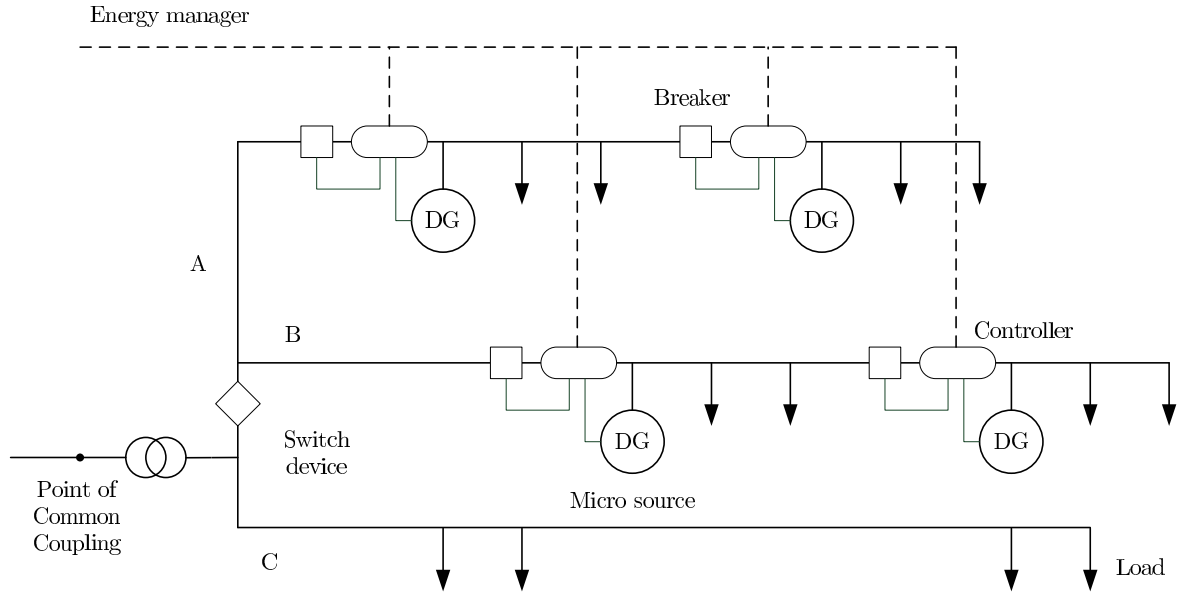 Energy manager
Breaker
DG
DG
A
B
Controller
Switch
device
DG
DG
Point of
Common
Coupling
Micro source
C
Load